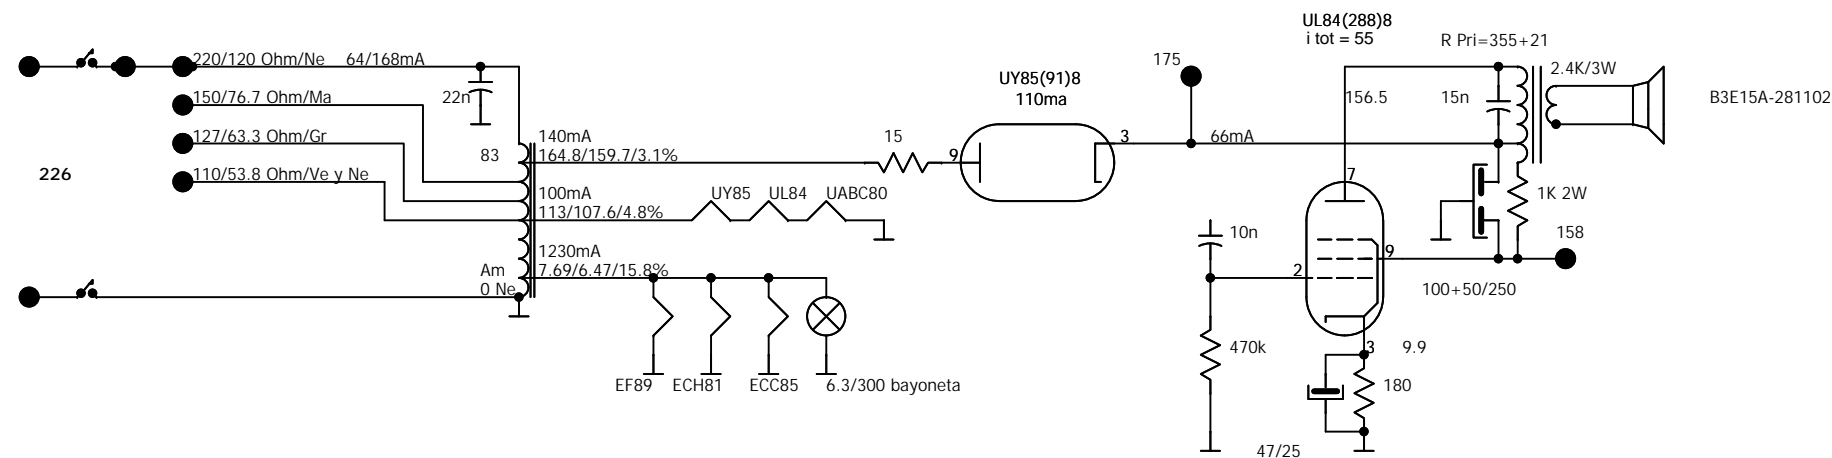 UL84(288)8
i tot = 55
R Pri=355+21
220/120 Ohm/Ne 64/168mA
175
2.4K/3W
UY85(91)8
110ma
150/76.7 Ohm/Ma
22n
156.5
15n
B3E15A-281102
127/63.3 Ohm/Gr
140mA
15
3
66mA
83
164.8/159.7/3.1%
9
226
110/53.8 Ohm/Ve y Ne
100mA
UY85
UL84
UABC80
7
1K 2W
113/107.6/4.8%
10n
158
1230mA
9
Am
7.69/6.47/15.8%
2
0 Ne
100+50/250
470k
3
9.9
EF89
ECH81
ECC85
6.3/300 bayoneta
180
47/25